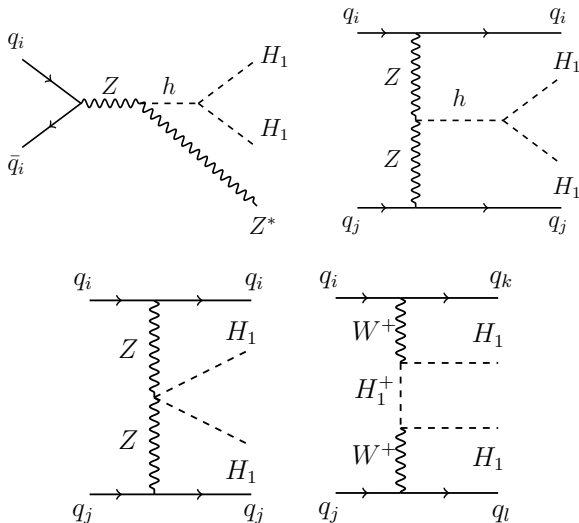 q_i
Z
h
H_1
H_1
q̄_i
Z*
q_i
q_i
Z
h
H_1
Z
H_1
q_j
q_j
q_i
q_i
Z
H_1
Z
H_1
q_j
q_j
q_i
q_k
W^+
H_1
H_1^+
W^+
H_1
q_j
q_l